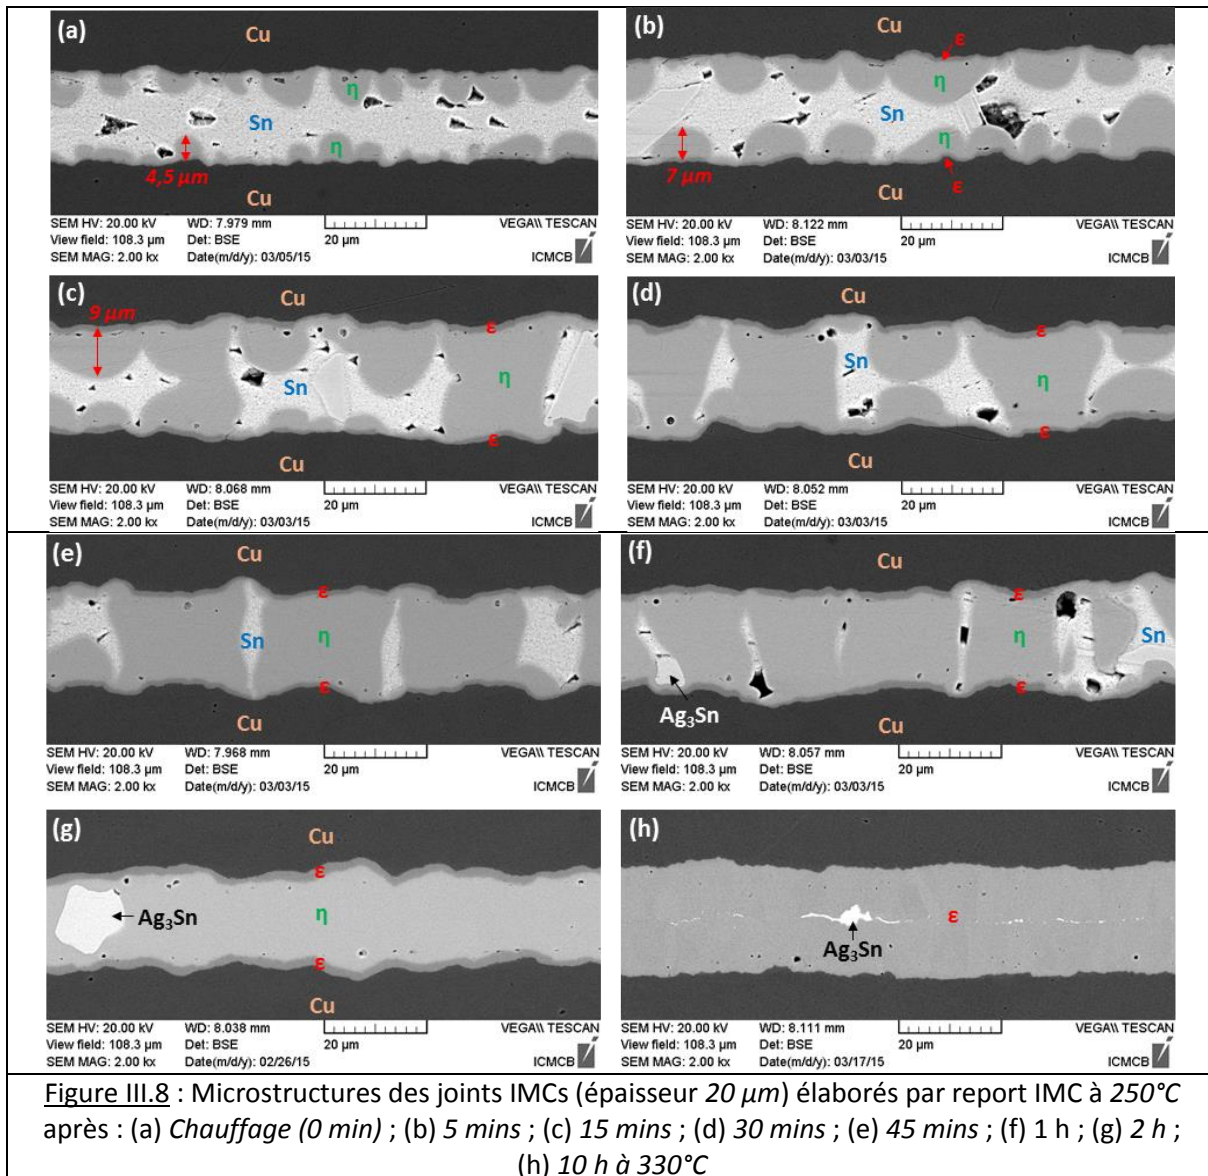 (a)
Cu
η
Sn
η
4,5 µm
Cu
SEM HV: 20.00 kV WD: 7.979 mm VEGA\\ TESCAN
View field: 108.3 µm Det: BSE 20 µm
SEM MAG: 2.00 kx Date(m/d/y): 03/05/15 ICMCB
(b)
Cu
ε
η
Sn
η
7 µm
ε
Cu
SEM HV: 20.00 kV WD: 8.122 mm VEGA\\ TESCAN
View field: 108.3 µm Det: BSE 20 µm
SEM MAG: 2.00 kx Date(m/d/y): 03/03/15 ICMCB
(c)
Cu
9 µm
ε
Sn
η
ε
Cu
SEM HV: 20.00 kV WD: 8.068 mm VEGA\\ TESCAN
View field: 108.3 µm Det: BSE 20 µm
SEM MAG: 2.00 kx Date(m/d/y): 03/03/15 ICMCB
(d)
Cu
ε
Sn
η
ε
Cu
SEM HV: 20.00 kV WD: 8.052 mm VEGA\\ TESCAN
View field: 108.3 µm Det: BSE 20 µm
SEM MAG: 2.00 kx Date(m/d/y): 03/03/15 ICMCB
(e)
Cu
ε
Sn
η
ε
Cu
SEM HV: 20.00 kV WD: 7.968 mm VEGA\\ TESCAN
View field: 108.3 µm Det: BSE 20 µm
SEM MAG: 2.00 kx Date(m/d/y): 03/03/15 ICMCB
(f)
Cu
ε
η
Sn
ε
Ag₃Sn
Cu
SEM HV: 20.00 kV WD: 8.057 mm VEGA\\ TESCAN
View field: 108.3 µm Det: BSE 20 µm
SEM MAG: 2.00 kx Date(m/d/y): 03/03/15 ICMCB
(g)
Cu
ε
Ag₃Sn
η
ε
Cu
SEM HV: 20.00 kV WD: 8.038 mm VEGA\\ TESCAN
View field: 108.3 µm Det: BSE 20 µm
SEM MAG: 2.00 kx Date(m/d/y): 02/26/15 ICMCB
(h)
ε
Ag₃Sn
SEM HV: 20.00 kV WD: 8.111 mm VEGA\\ TESCAN
View field: 108.3 µm Det: BSE 20 µm
SEM MAG: 2.00 kx Date(m/d/y): 03/17/15 ICMCB
Figure III.8 : Microstructures des joints IMCs (épaisseur 20 µm) élaborés par report IMC à 250°C
après : (a) Chauffage (0 min) ; (b) 5 mins ; (c) 15 mins ; (d) 30 mins ; (e) 45 mins ; (f) 1 h ; (g) 2 h ;
(h) 10 h à 330°C